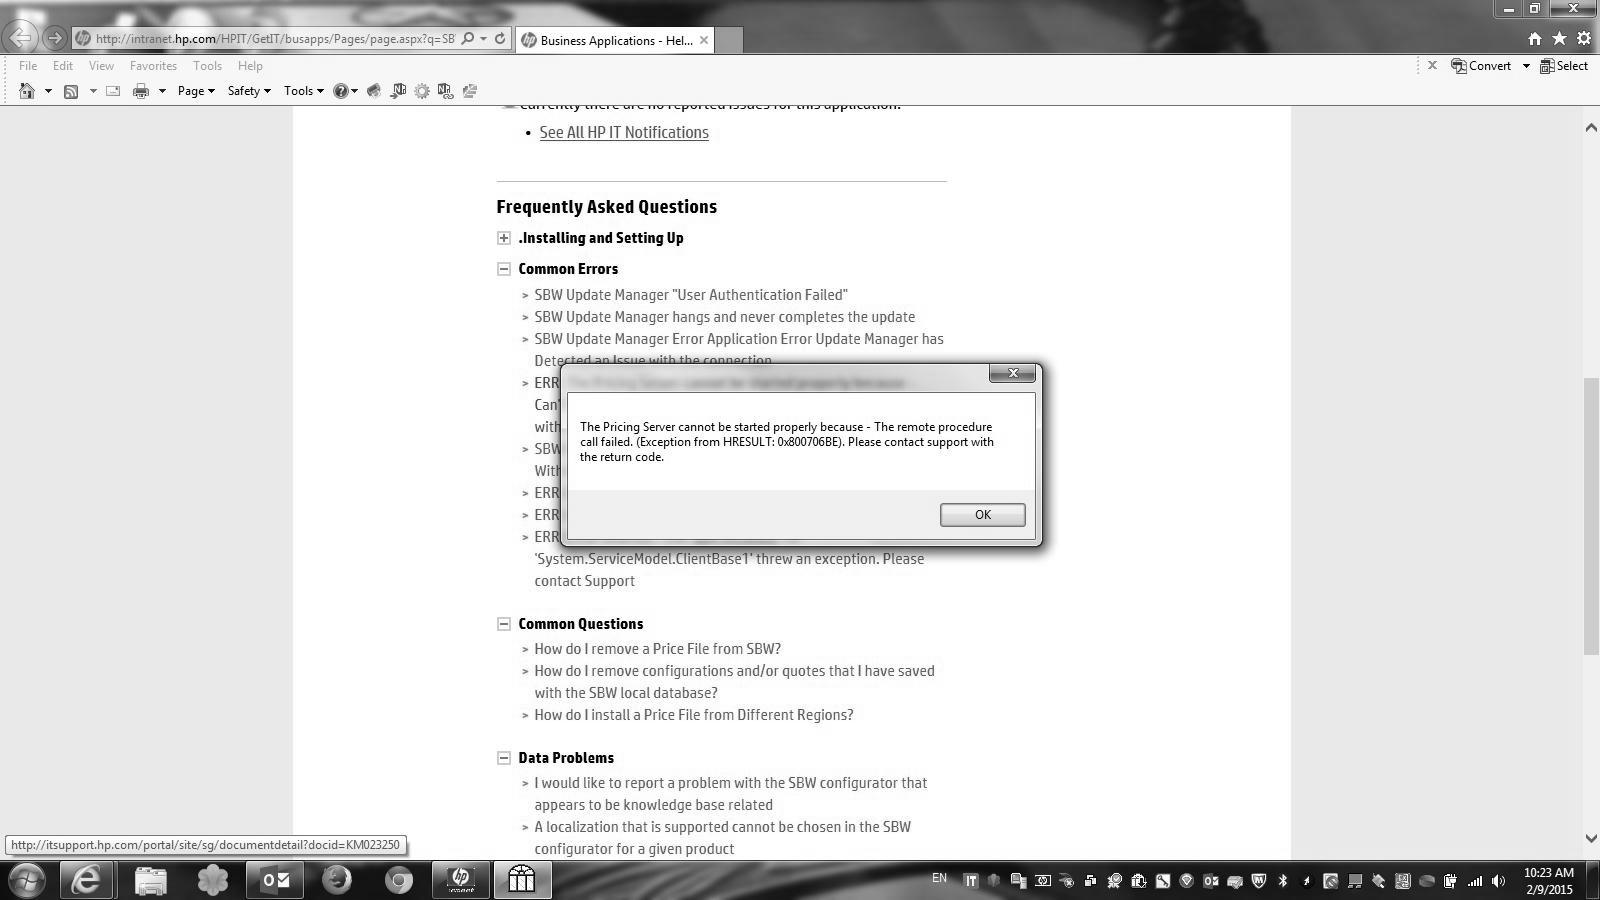 http://intranet.hp.com/HPIT/GetIT/busapps/Pages/page.aspx?q=SB
Business Applications - Hel...
File Edit View Favorites Tools Help
Convert Select
Page Safety Tools
Currently there are no reported issues for this application.
• See All HP IT Notifications
Frequently Asked Questions
.Installing and Setting Up
Common Errors
> SBW Update Manager "User Authentication Failed"
> SBW Update Manager hangs and never completes the update
> SBW Update Manager Error Application Error Update Manager has
Detected an Issue with the connection
> ERR
Can'
with
> SBW
With
> ERR
> ERR
> ERR
'System.ServiceModel.ClientBase1' threw an exception. Please
contact Support
The Pricing Server cannot be started properly because - The remote procedure
call failed. (Exception from HRESULT: 0x800706BE). Please contact support with
the return code.
OK
Common Questions
> How do I remove a Price File from SBW?
> How do I remove configurations and/or quotes that I have saved
with the SBW local database?
> How do I install a Price File from Different Regions?
Data Problems
> I would like to report a problem with the SBW configurator that
appears to be knowledge base related
> A localization that is supported cannot be chosen in the SBW
configurator for a given product
http://itsupport.hp.com/portal/site/sg/documentdetail?docid=KM023250
EN
10:23 AM
2/9/2015